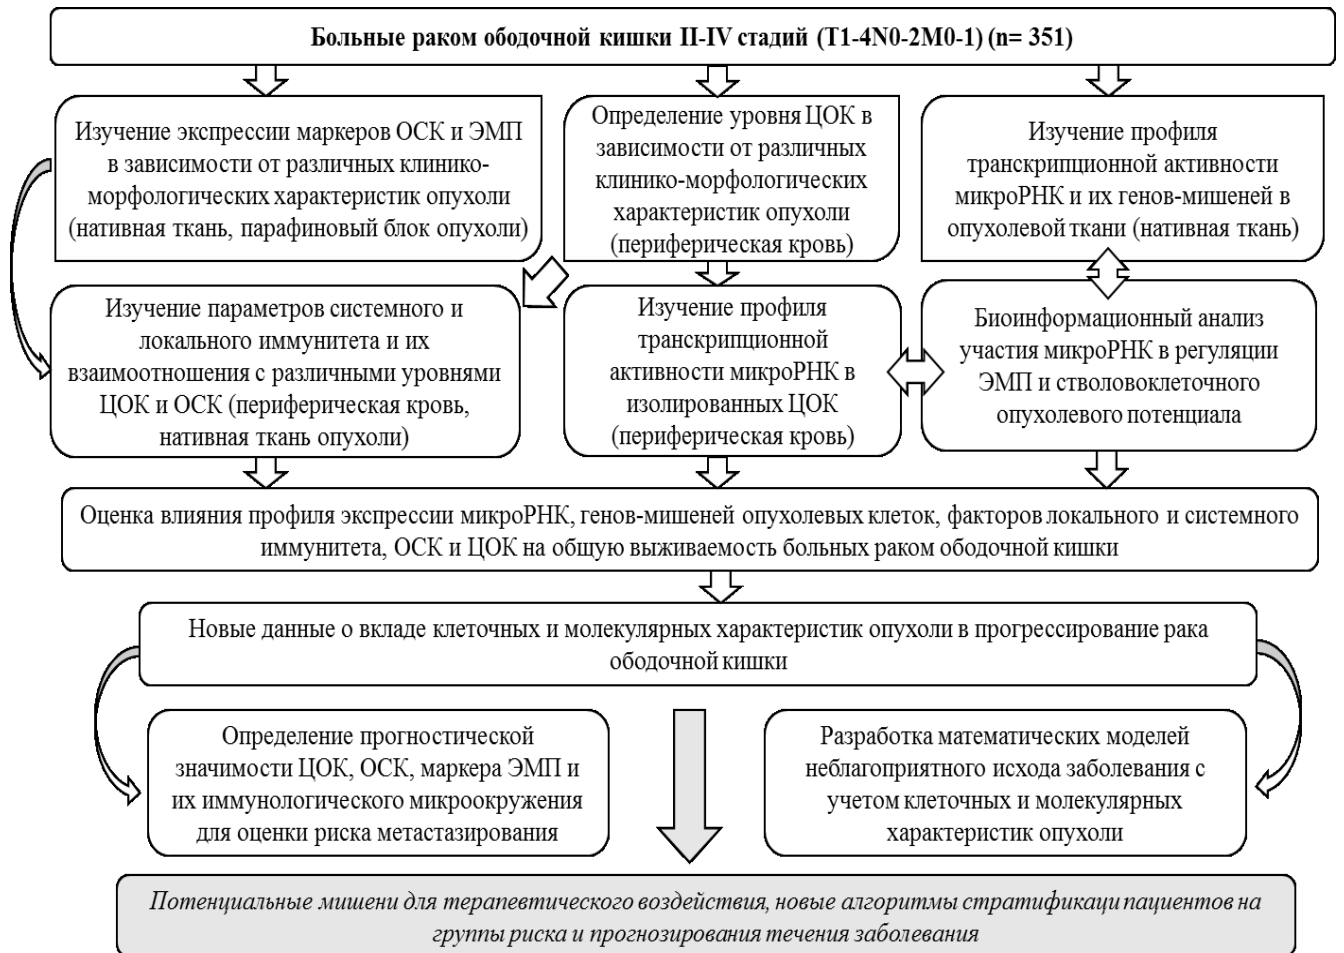 Больные раком ободочной кишки II-IV стадий (T1-4N0-2M0-1) (n= 351)
Изучение экспрессии маркеров ОСК и ЭМП
в зависимости от различных клинико-
морфологических характеристик опухоли
(нативная ткань, парафиновый блок опухоли)
Определение уровня ЦОК в
зависимости от различных
клинико-морфологических
характеристик опухоли
(периферическая кровь)
Изучение профиля
транскрипционной активности
микроРНК и их генов-мишеней в
опухолевой ткани (нативная ткань)
Изучение параметров системного и
локального иммунитета и их
взаимоотношения с различными уровнями
ЦОК и ОСК (периферическая кровь,
нативная ткань опухоли)
Изучение профиля
транскрипционной
активности микроРНК в
изолированных ЦОК
(периферическая кровь)
Биоинформационный анализ
участия микроРНК в регуляции
ЭМП и стволовоклеточного
опухолевого потенциала
Оценка влияния профиля экспрессии микроРНК, генов-мишеней опухолевых клеток, факторов локального и системного
иммунитета, ОСК и ЦОК на общую выживаемость больных раком ободочной кишки
Новые данные о вкладе клеточных и молекулярных характеристик опухоли в прогрессирование рака
ободочной кишки
Определение прогностической
значимости ЦОК, ОСК, маркера ЭМП и
их иммунологического микроокружения
для оценки риска метастазирования
Разработка математических моделей
неблагоприятного исхода заболевания с
учетом клеточных и молекулярных
характеристик опухоли
Потенциальные мишени для терапевтического воздействия, новые алгоритмы стратификаци пациентов на
группы риска и прогнозирования течения заболевания